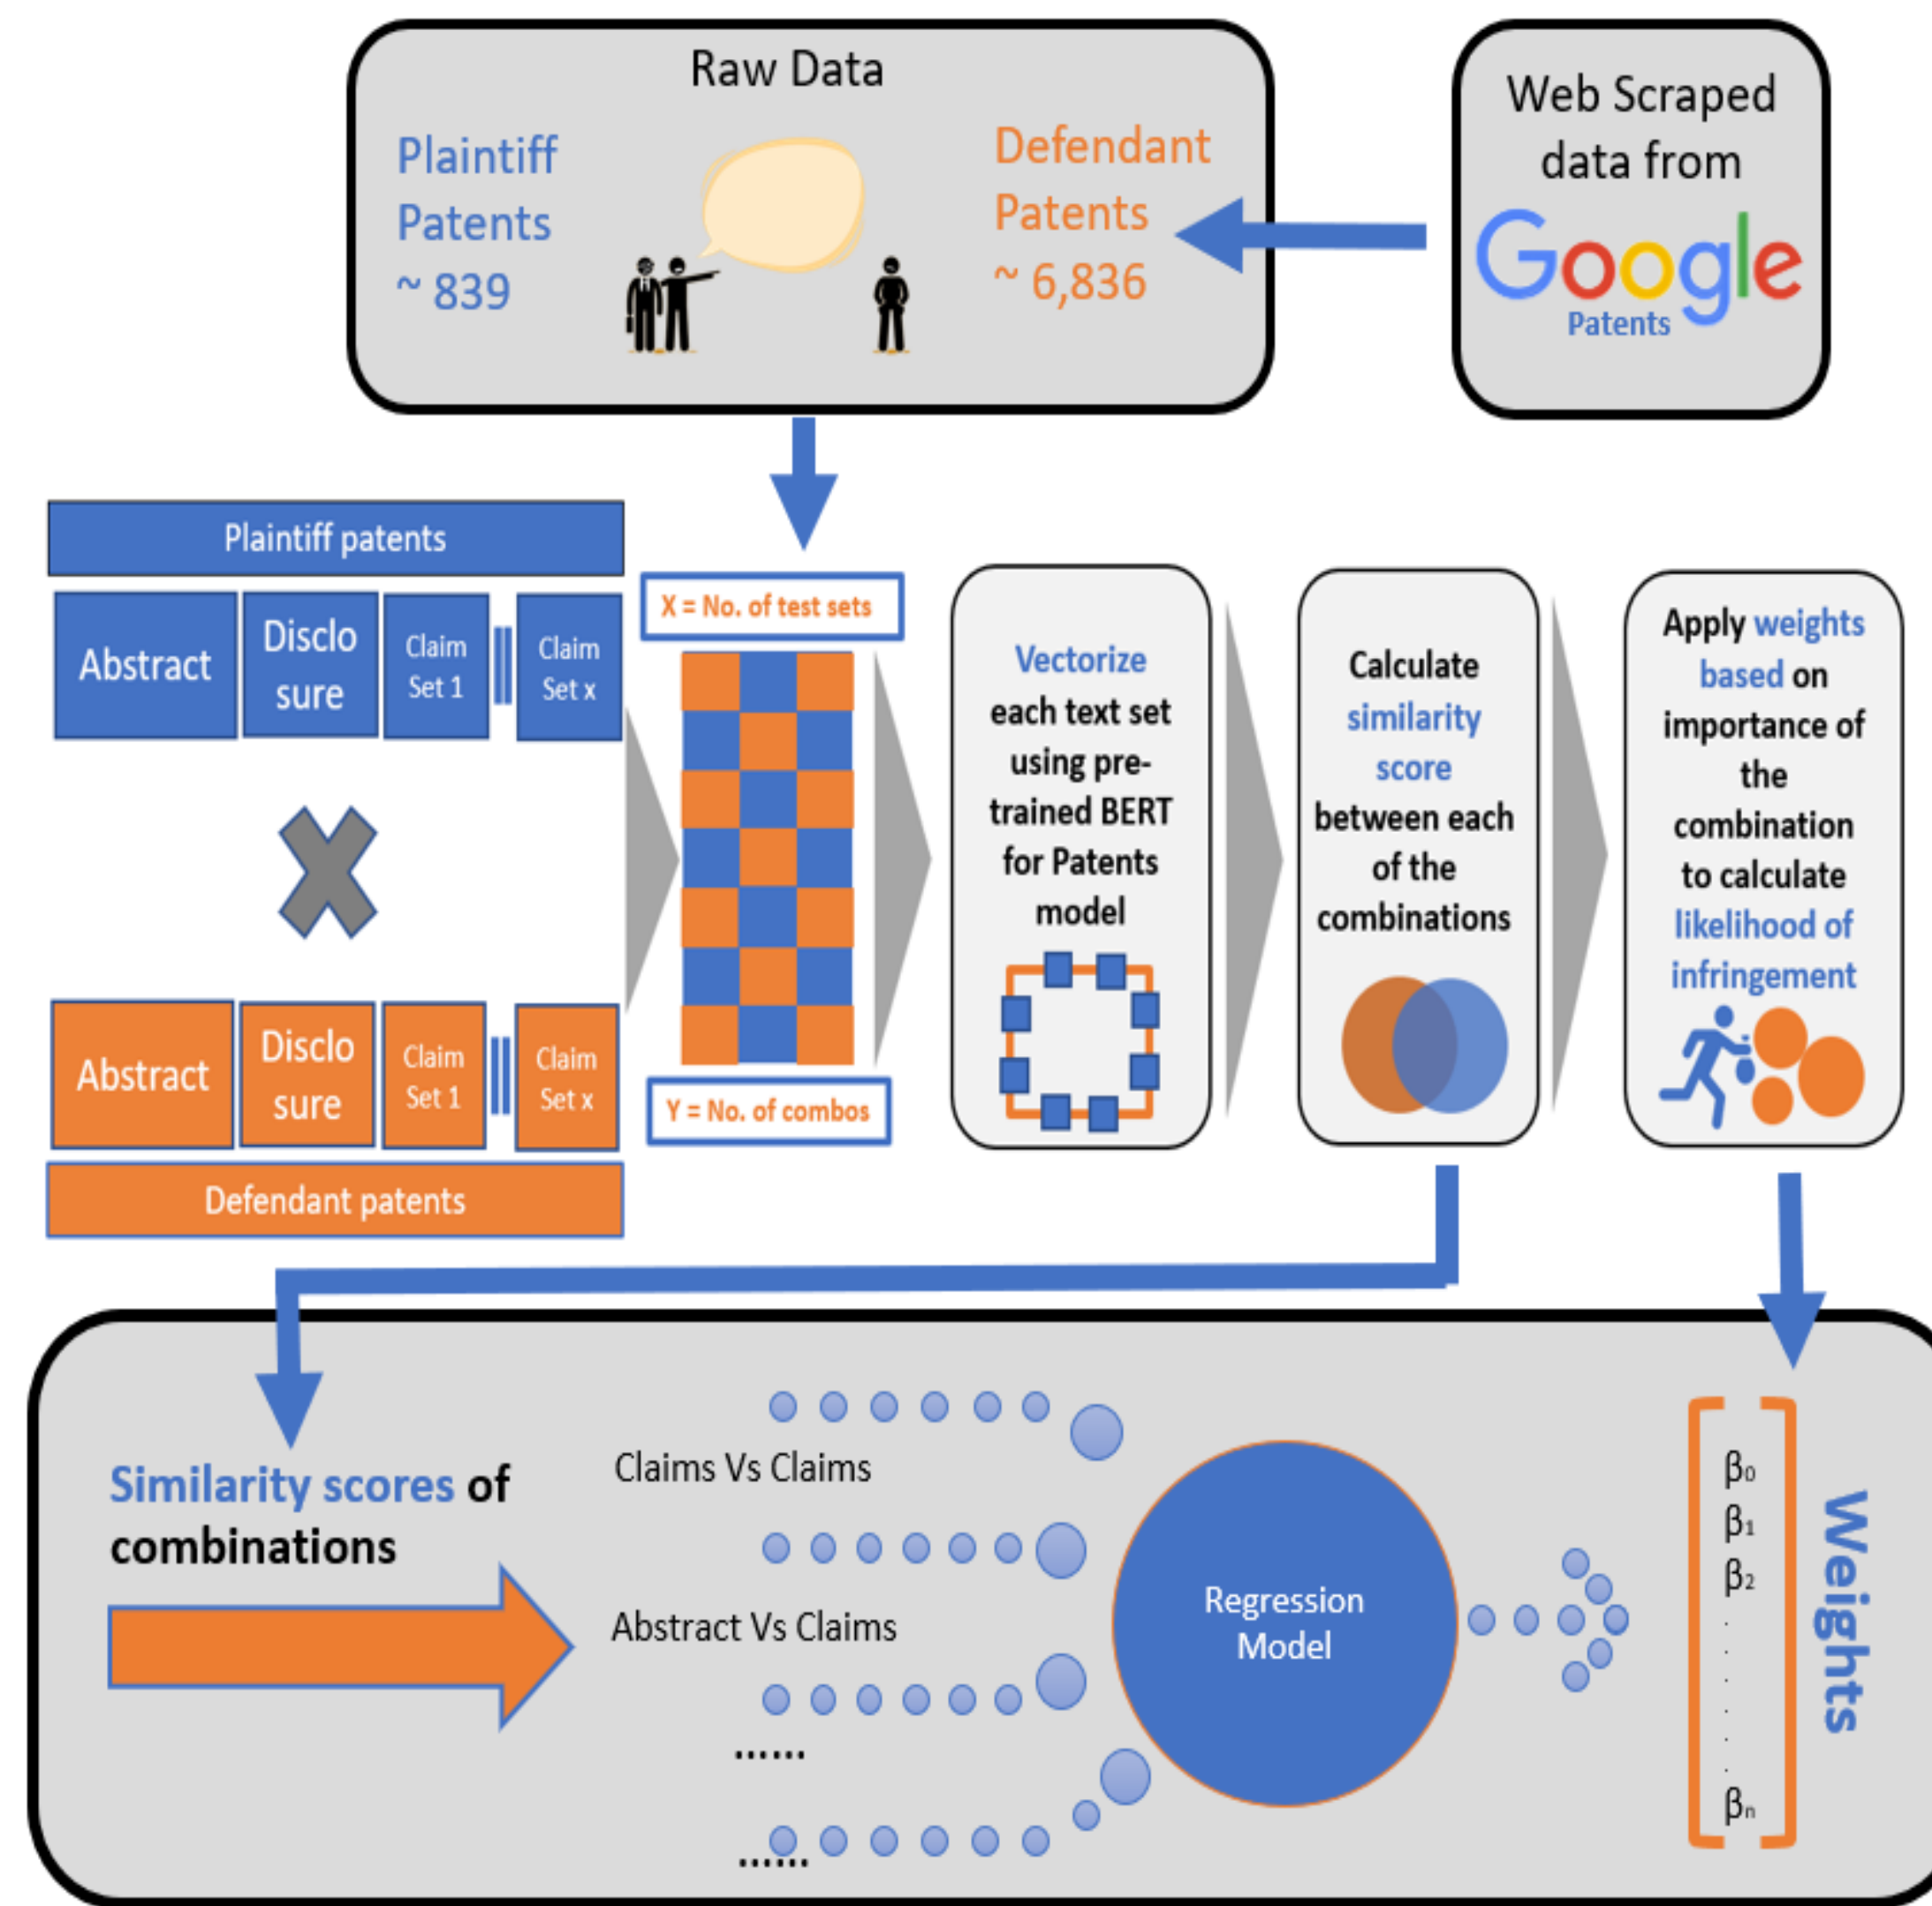 Raw Data
Plaintiff
Patents
~ 839
Defendant
Patents
~ 6,836
Web Scraped
data from
Google
Patents
Plaintiff patents
Abstract
Disclo
sure
Claim
Set 1
Claim
Set x
Abstract
Disclo
sure
Claim
Set 1
Claim
Set x
Defendant patents
X = No. of test sets
Y = No. of combos
Vectorize
each text set
using pre-
trained BERT
for Patents
model
Calculate
similarity
score
between each
of the
combinations
Apply weights
based on
importance of
the
combination
to calculate
likelihood of
infringement
Similarity scores of
combinations
Claims Vs Claims
Abstract Vs Claims
......
......
Regression
Model
β₀
β₁
β₂
.
.
.
.
.
.
βₙ
Weights